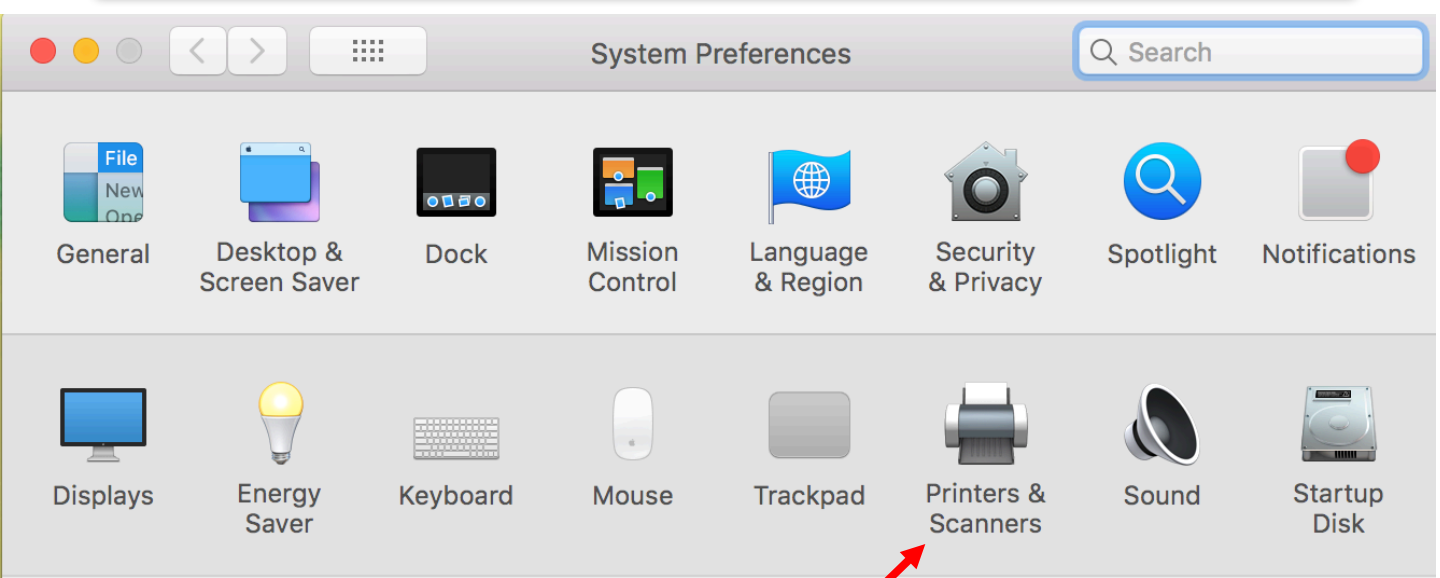 System Preferences
Search
File
New
Ope
General
Desktop &
Screen Saver
Dock
Mission
Control
Language
& Region
Security
& Privacy
Spotlight
Notifications
Displays
Energy
Saver
Keyboard
Mouse
Trackpad
Printers &
Scanners
Sound
Startup
Disk